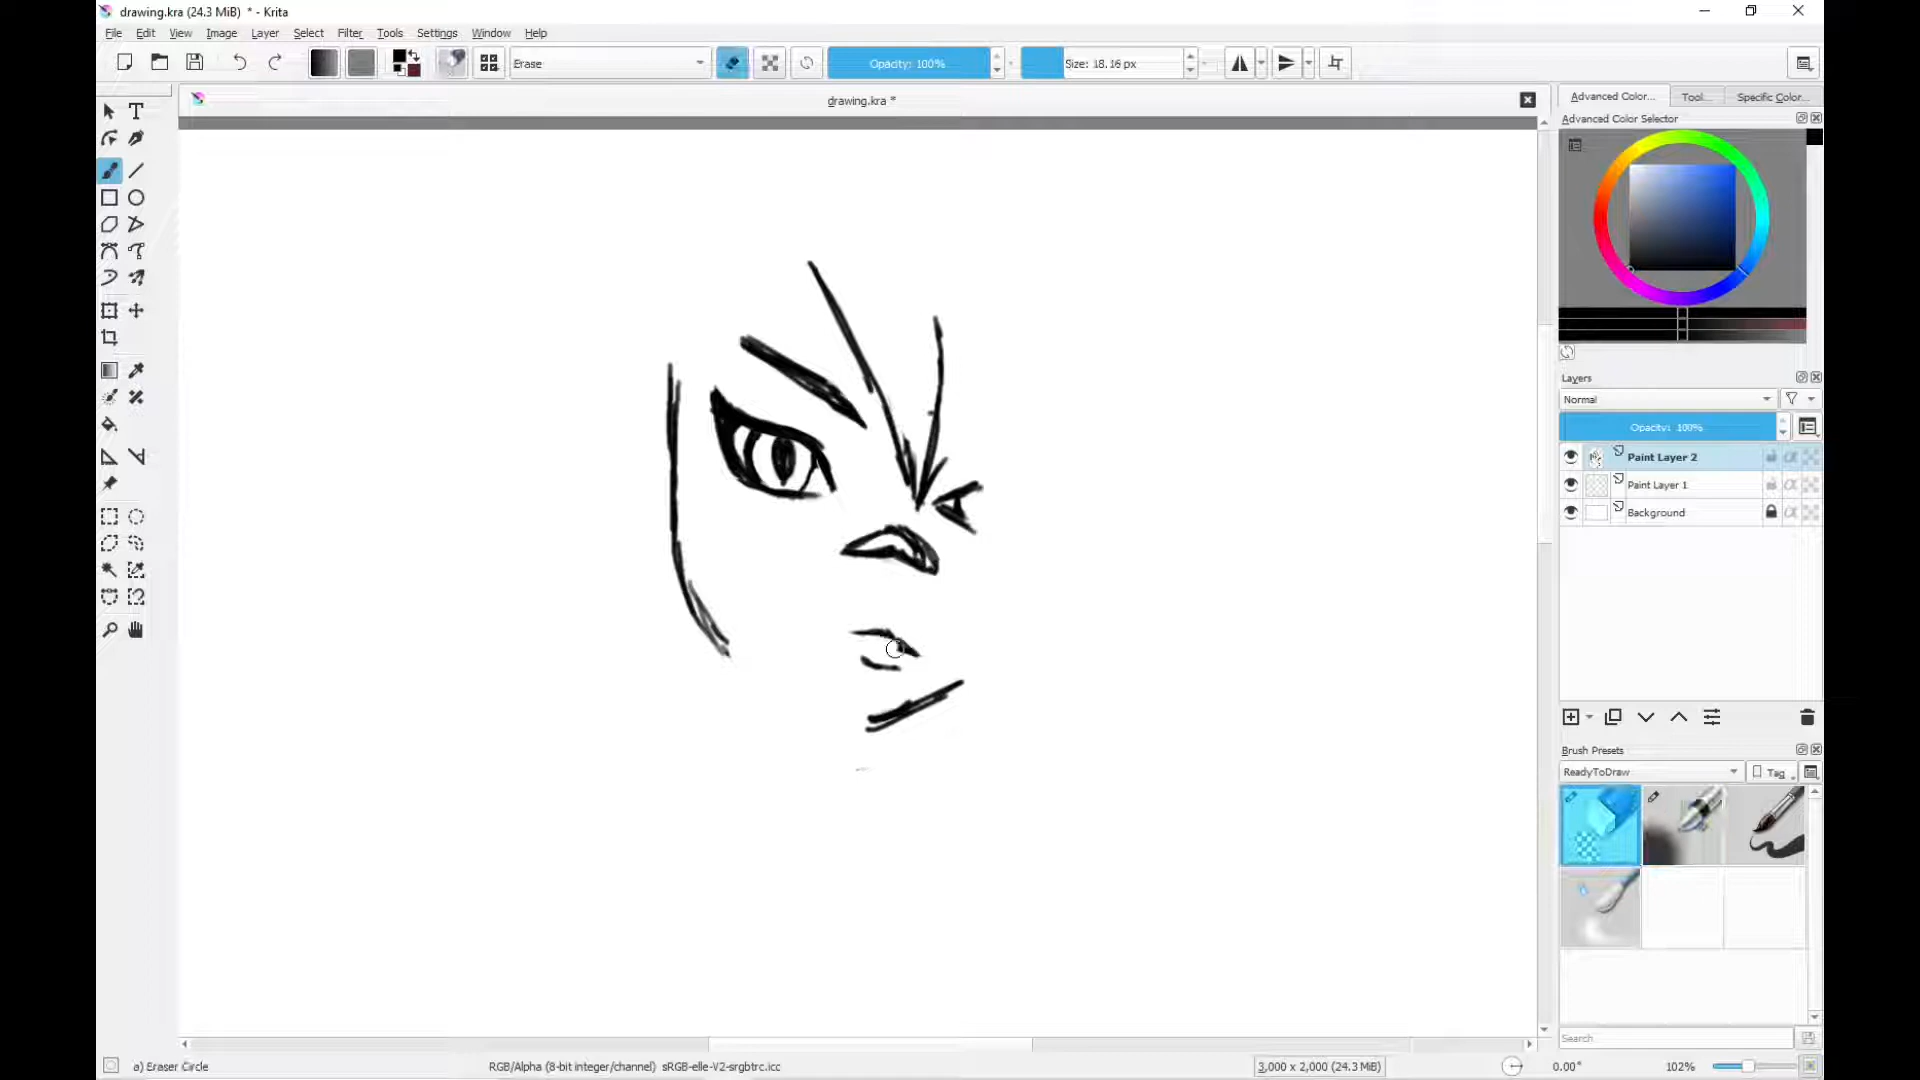 drawing.kra (24.3 MiB) * - Krita
File Edit View Image Layer Select Filter Tools Settings Window Help
Erase Opacity: 100% Size: 18.16 px
drawing.kra *
Advanced Color... Tool... Specific Color...
Advanced Color Selector
Layers
Normal
Opacity: 100%
Paint Layer 2
Paint Layer 1
Background
Brush Presets
ReadyToDraw Tag
Search
a) Eraser Circle RGB/Alpha (8-bit integer/channel) sRGB-elle-V2-srgbtrc.icc 3,000 x 2,000 (24.3 MiB) 0.00° 102%